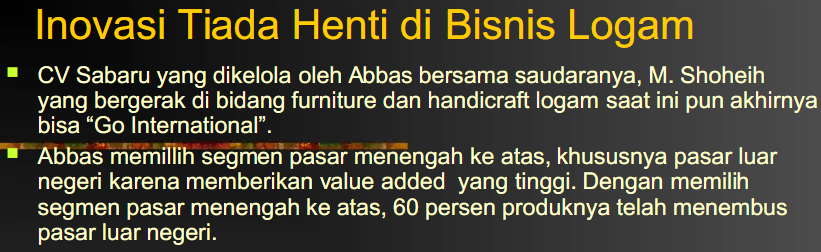 Inovasi Tiada Henti di Bisnis Logam
CV Sabaru yang dikelola oleh Abbas bersama saudaranya, M. Shoheih
yang bergerak di bidang furniture dan handicraft logam saat ini pun akhirnya
bisa “Go International”.
Abbas memillih segmen pasar menengah ke atas, khususnya pasar luar
negeri karena memberikan value added yang tinggi. Dengan memilih
segmen pasar menengah ke atas, 60 persen produknya telah menembus
pasar luar negeri.